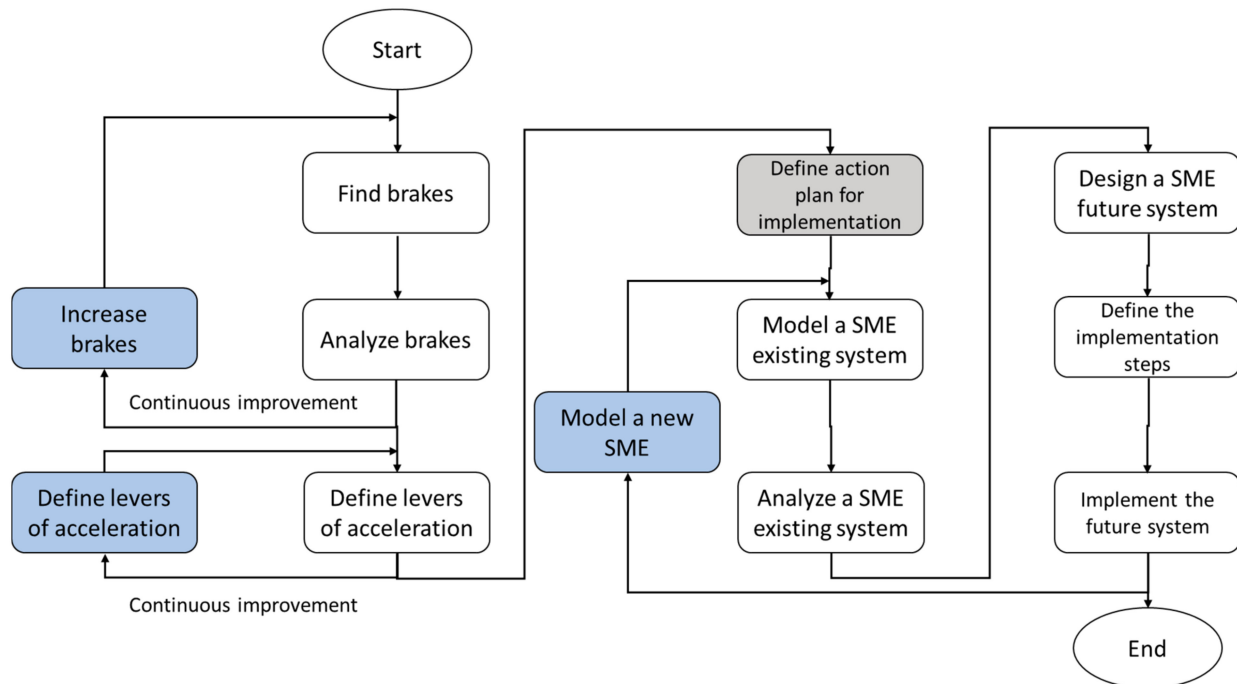 Start
Find brakes
Increase
brakes
Analyze brakes
Continuous improvement
Define levers
of acceleration
Define levers
of acceleration
Continuous improvement
Define action
plan for
implementation
Model a SME
existing system
Model a new
SME
Analyze a SME
existing system
Design a SME
future system
Define the
implementation
steps
Implement the
future system
End